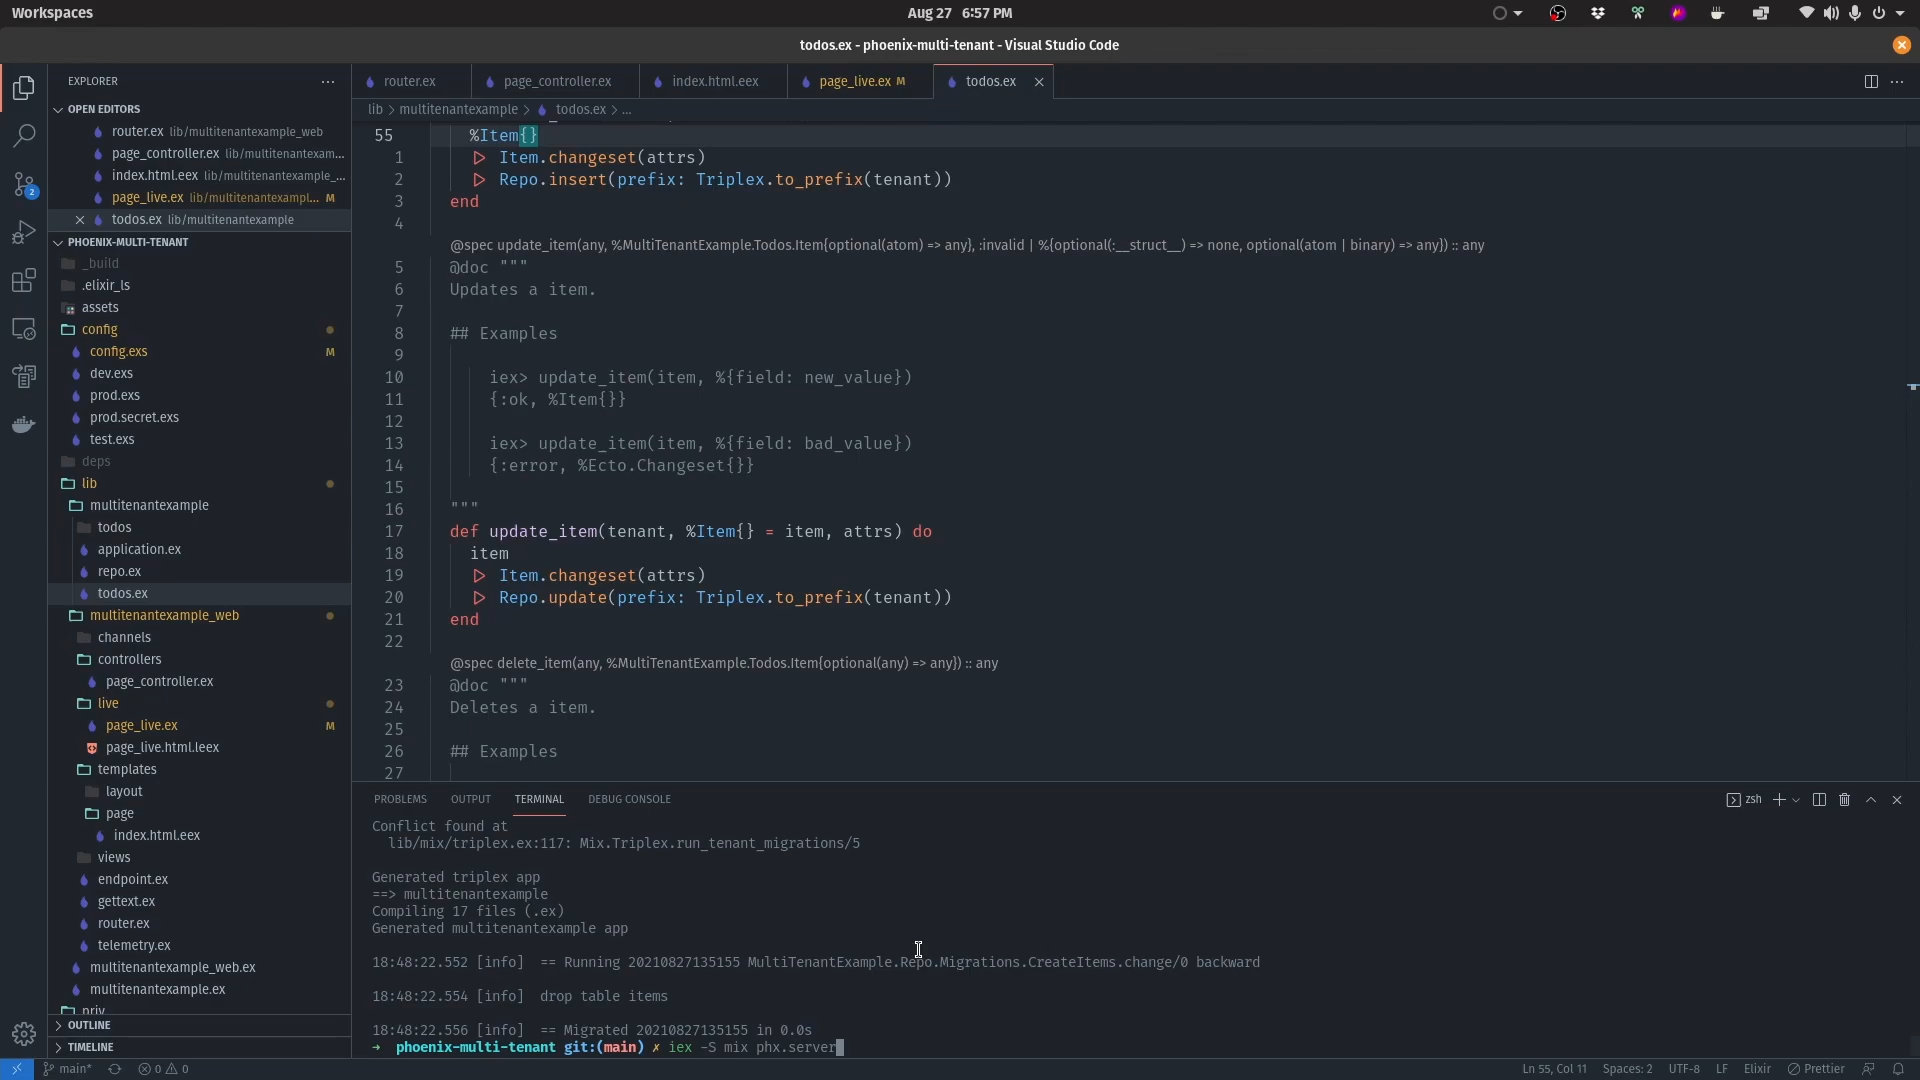 Workspaces
Aug 27 6:57 PM
todos.ex - phoenix-multi-tenant - Visual Studio Code
EXPLORER
OPEN EDITORS
router.ex lib/multitenantexample_web
page_controller.ex lib/multitenantexam...
index.html.eex lib/multitenantexample_...
page_live.ex lib/multitenantexampl... M
todos.ex lib/multitenantexample
PHOENIX-MULTI-TENANT
_build
.elixir_ls
assets
config
config.exs M
dev.exs
prod.exs
prod.secret.exs
test.exs
deps
lib
multitenantexample
todos
application.ex
repo.ex
todos.ex
multitenantexample_web
channels
controllers
page_controller.ex
live
page_live.ex M
page_live.html.leex
templates
layout
page
index.html.eex
views
endpoint.ex
gettext.ex
router.ex
telemetry.ex
multitenantexample_web.ex
multitenantexample.ex
priv
OUTLINE
TIMELINE
2
router.ex page_controller.ex index.html.eex page_live.ex M todos.ex
lib > multitenantexample > todos.ex > ...
55 %Item{}
1 |> Item.changeset(attrs)
2 |> Repo.insert(prefix: Triplex.to_prefix(tenant))
3 end
4
@spec update_item(any, %MultiTenantExample.Todos.Item{optional(atom) => any}, :invalid | %{optional(:__struct__) => none, optional(atom | binary) => any}) :: any
5 @doc """
6 Updates a item.
7
8 ## Examples
9
10 iex> update_item(item, %{field: new_value})
11 {:ok, %Item{}}
12
13 iex> update_item(item, %{field: bad_value})
14 {:error, %Ecto.Changeset{}}
15
16 """
17 def update_item(tenant, %Item{} = item, attrs) do
18 item
19 |> Item.changeset(attrs)
20 |> Repo.update(prefix: Triplex.to_prefix(tenant))
21 end
22
@spec delete_item(any, %MultiTenantExample.Todos.Item{optional(any) => any}) :: any
23 @doc """
24 Deletes a item.
25
26 ## Examples
27
PROBLEMS OUTPUT TERMINAL DEBUG CONSOLE
zsh
Conflict found at
lib/mix/triplex.ex:117: Mix.Triplex.run_tenant_migrations/5
Generated triplex app
==> multitenantexample
Compiling 17 files (.ex)
Generated multitenantexample app
18:48:22.552 [info] == Running 20210827135155 MultiTenantExample.Repo.Migrations.CreateItems.change/0 backward
18:48:22.554 [info] drop table items
18:48:22.556 [info] == Migrated 20210827135155 in 0.0s
➜ phoenix-multi-tenant git:(main) ✗ iex -S mix phx.server
main* 0 0
Ln 55, Col 11 Spaces: 2 UTF-8 LF Elixir Prettier